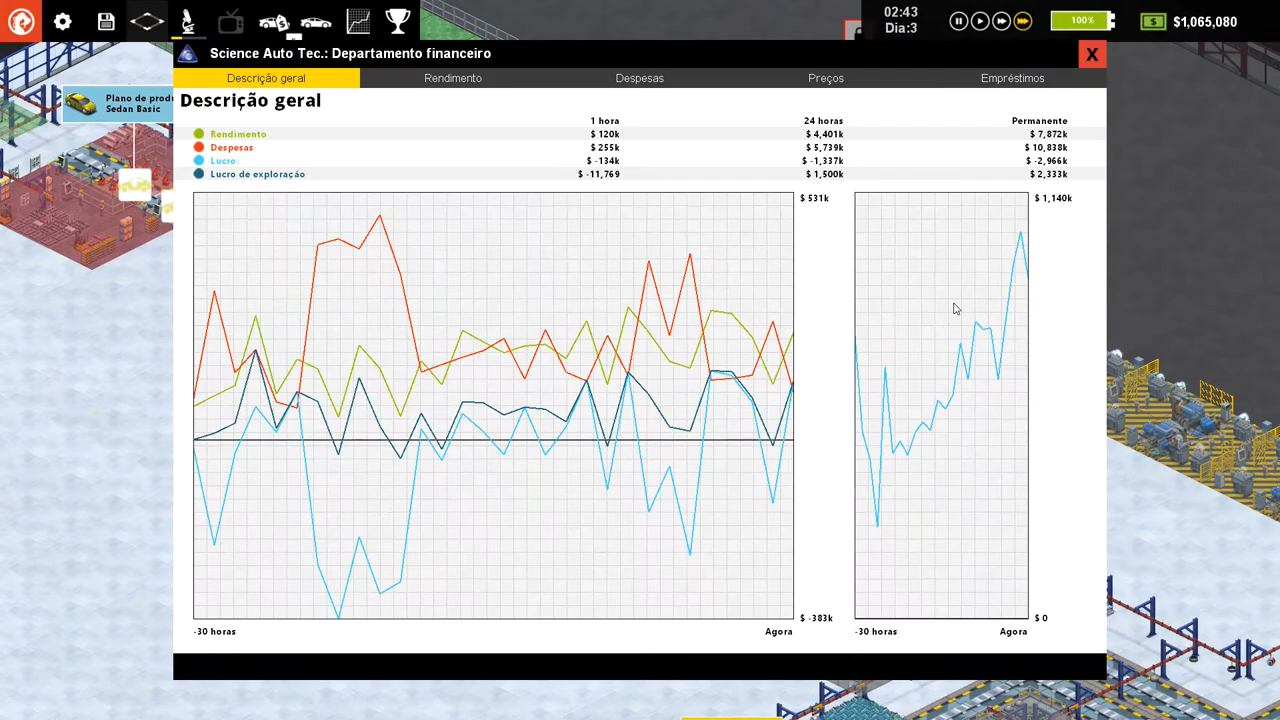 02:43
Dia:3
100%
$1,065,080
Science Auto Tec.: Departamento financeiro
X
Descrição geral
Rendimento
Despesas
Preços
Empréstimos
Plano de prod
Sedan Basic
Descrição geral
1 hora 24 horas Permanente
Rendimento $ 120k $ 4,401k $ 7,872k
Despesas $ 255k $ 5,739k $ 10,838k
Lucro: $ -134k $ -1,337k $ -2,966k
Lucro de exploração $ -11,769 $ 1,500k $ 2,333k
$ 531k
$ 1,140k
$ -383k
$ 0
-30 horas Agora
-30 horas Agora